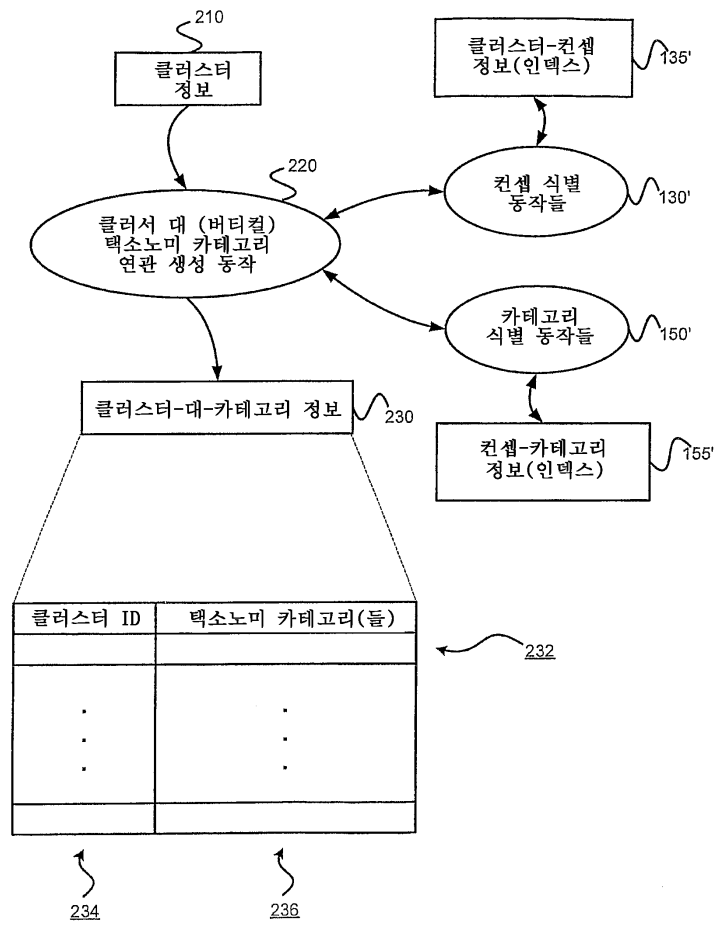 210
클러스터
정보
클러스터-컨셉
정보(인덱스)
135'
220
클러서 대 (버티컬)
택소노미 카테고리
연관 생성 동작
컨셉 식별
동작들
130'
카테고리
식별 동작들
150'
클러스터-대-카테고리 정보
230
컨셉-카테고리
정보(인덱스)
155'
클러스터 ID
택소노미 카테고리(들)
232
234
236